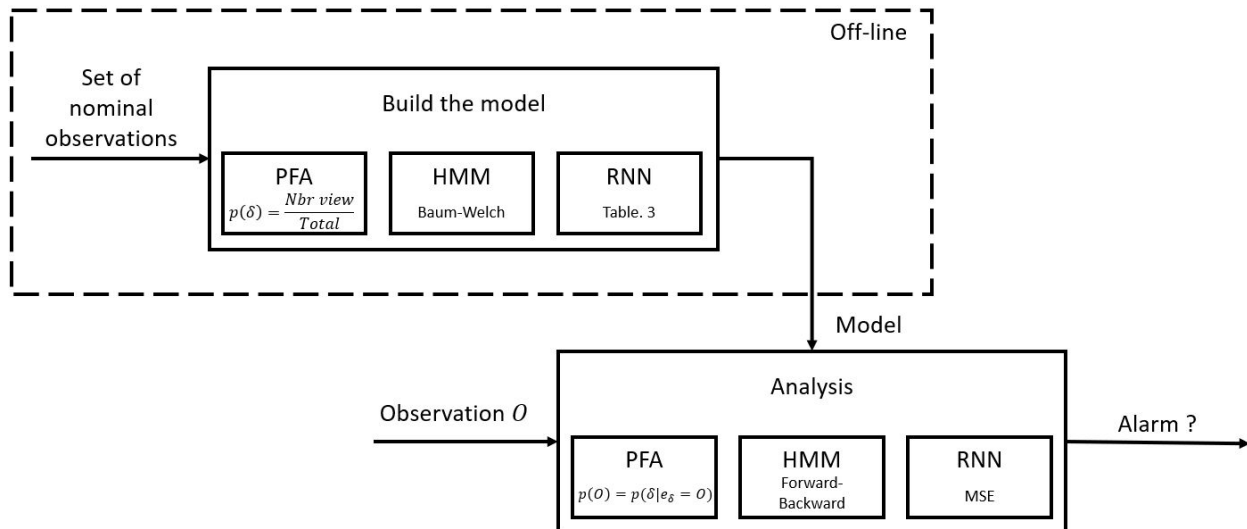 Off-line
Set of
nominal
observations
Build the model
PFA
p(δ) = Nbr view / Total
HMM
Baum-Welch
RNN
Table. 3
Model
Analysis
Observation O
Alarm ?
PFA
p(O) = p(δ|e_δ = O)
HMM
Forward-
Backward
RNN
MSE